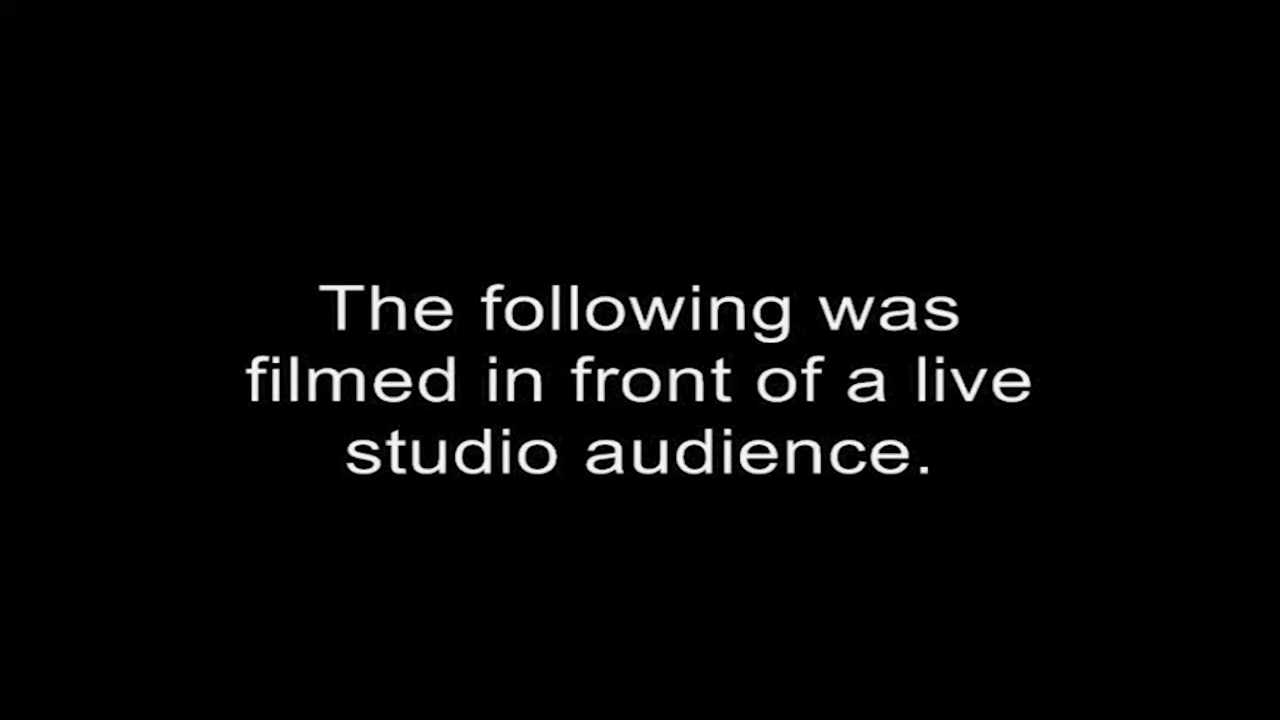 The following was
filmed in front of a live
studio audience.